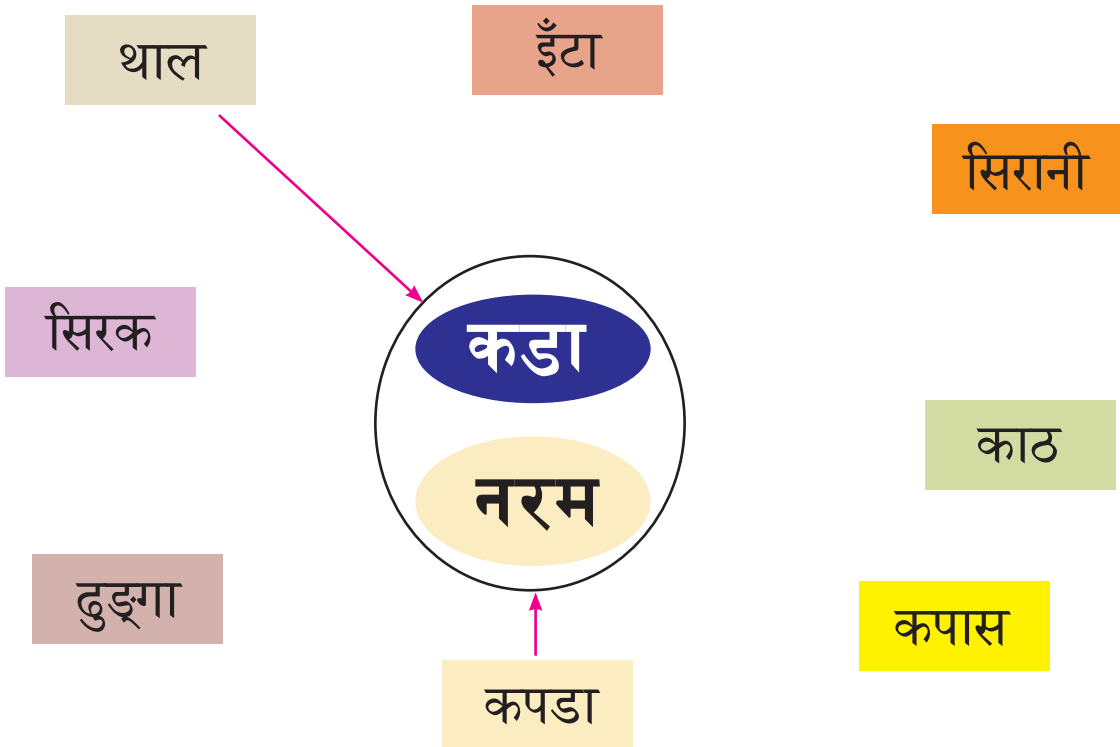 थाल
इँटा
सिरानी
सिरक
कडा
काठ
नरम
ढुङ्गा
कपास
कपडा